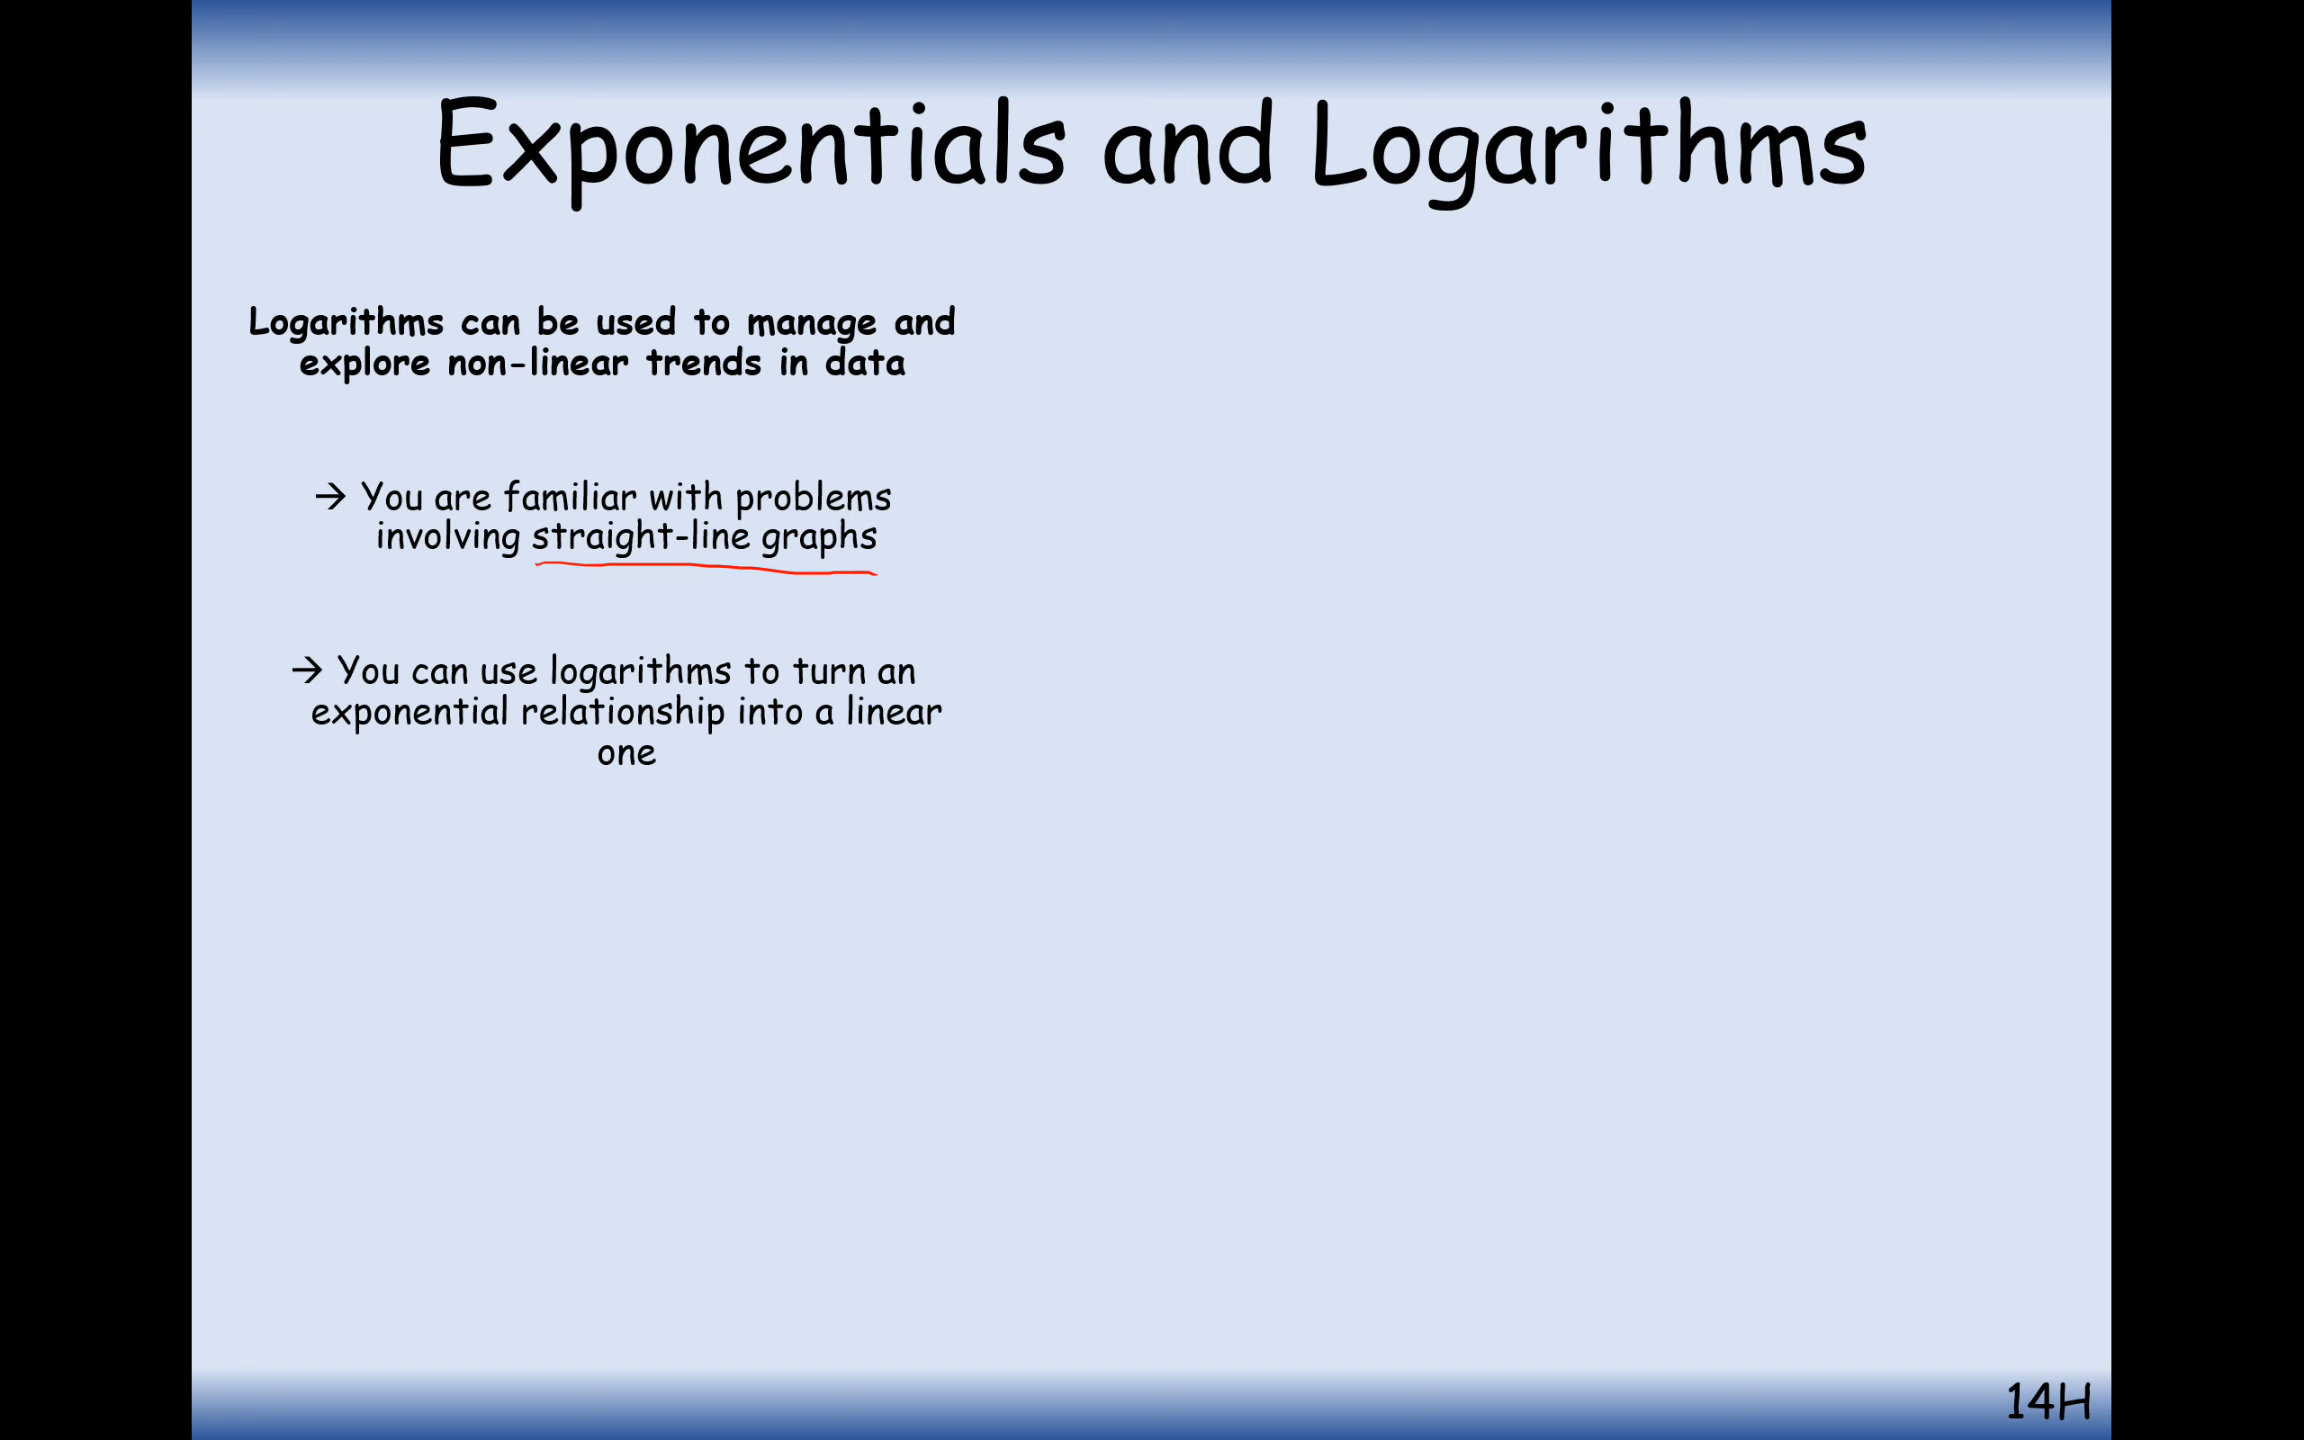 Exponentials and Logarithms
Logarithms can be used to manage and
explore non-linear trends in data
→ You are familiar with problems
involving straight-line graphs
→ You can use logarithms to turn an
exponential relationship into a linear
one
14H